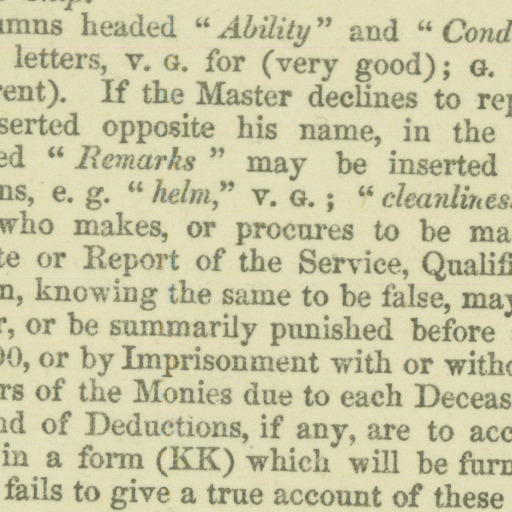 umns headed "Ability" and "Cond
letters, V. G. for (very good); G.
rent). If the Master declines to rep
serted opposite his name, in the
ed "Remarks" may be inserted
ns, e. g. "helm," V. G.; "cleanliness
who makes, or procures to be ma
te or Report of the Service, Qualifi
n, knowing the same to be false, may
r, or be summarily punished before
00, or by Imprisonment with or witho
rs of the Monies due to each Deceas
nd of Deductions, if any, are to acc
in a form (KK) which will be furn
fails to give a true account of these